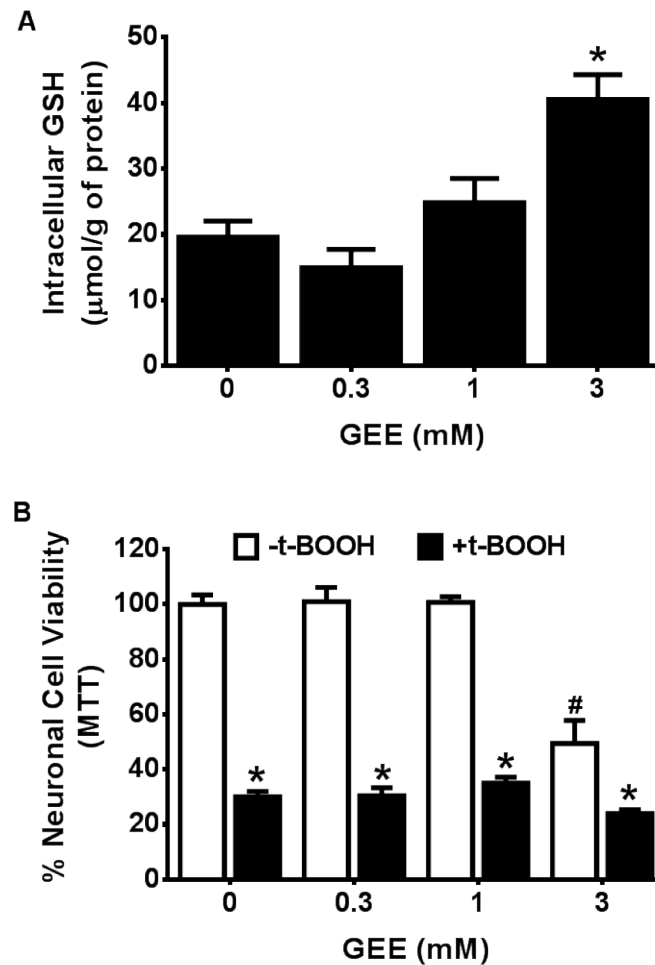 A
Intracellular GSH
(μmol/g of protein)
50
40
30
20
10
0
*
0 0.3 1 3
GEE (mM)
B
-t-BOOH +t-BOOH
% Neuronal Cell Viability
(MTT)
120
100
80
60
40
20
0
* * * # *
0 0.3 1 3
GEE (mM)